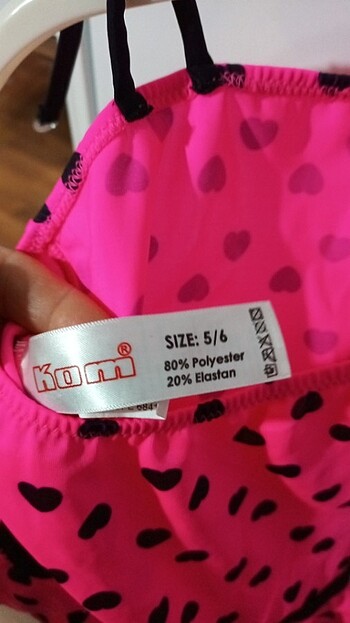 kom®
SIZE: 5/6
80% Polyester
20% Elastan